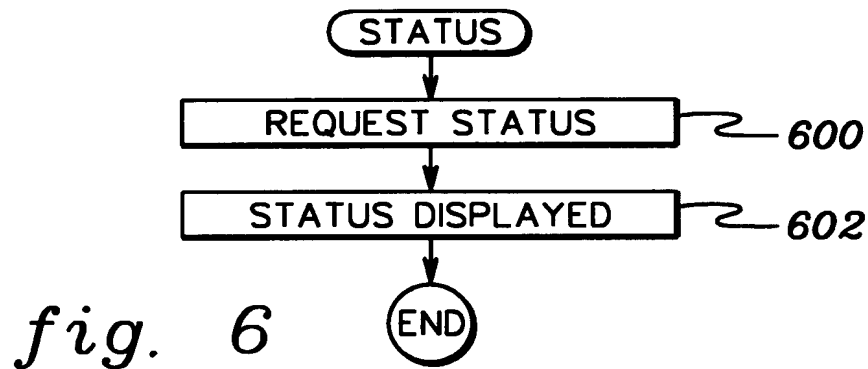 STATUS
REQUEST STATUS
600
STATUS DISPLAYED
602
END
fig. 6